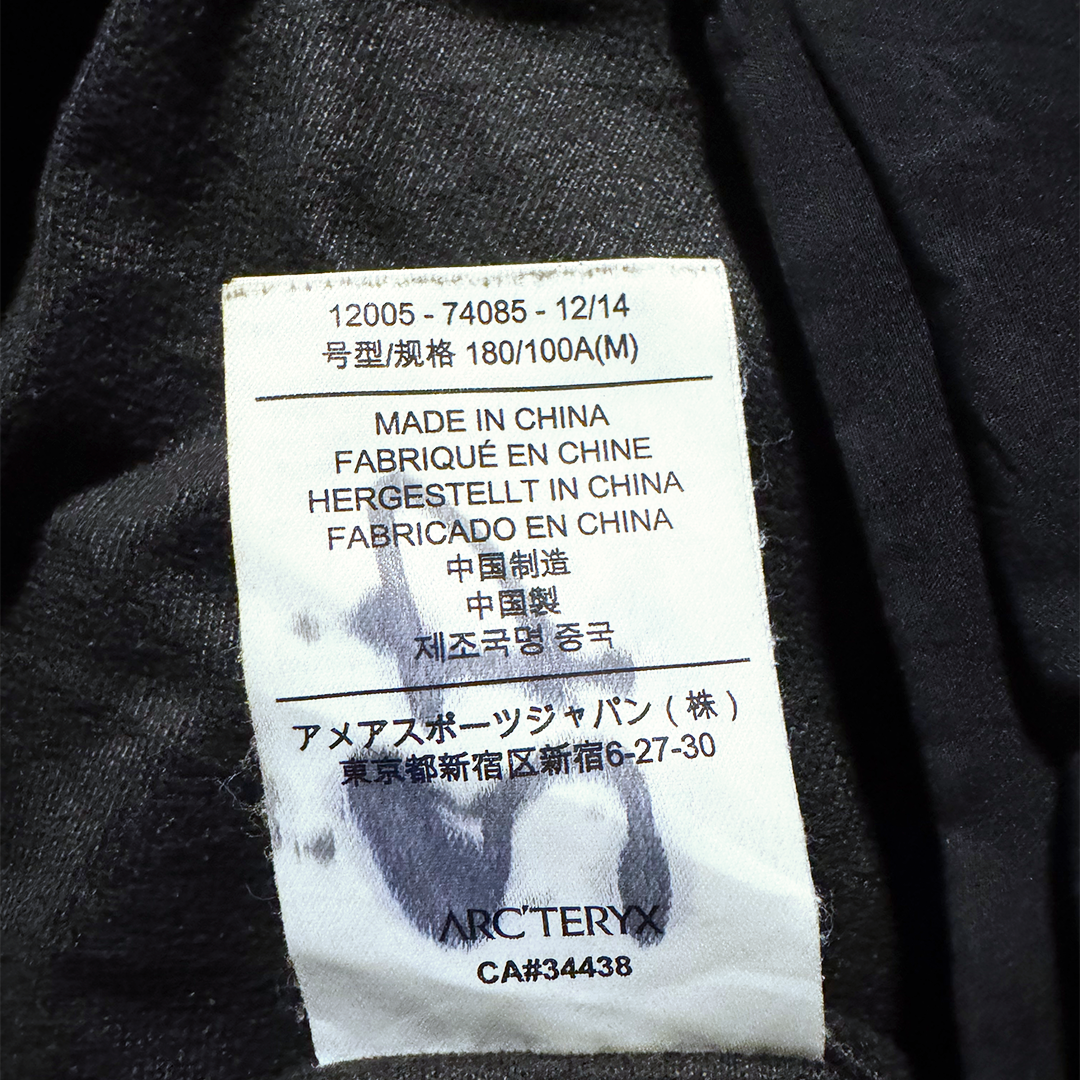 12005 - 74085 - 12/14
号型/规格 180/100A(M)
MADE IN CHINA
FABRIQUÉ EN CHINE
HERGESTELLT IN CHINA
FABRICADO EN CHINA
中国制造
中国製
제조국명 중국
アメアスポーツジャパン(株)
東京都新宿区新宿6-27-30
ARC'TERYX
CA#34438